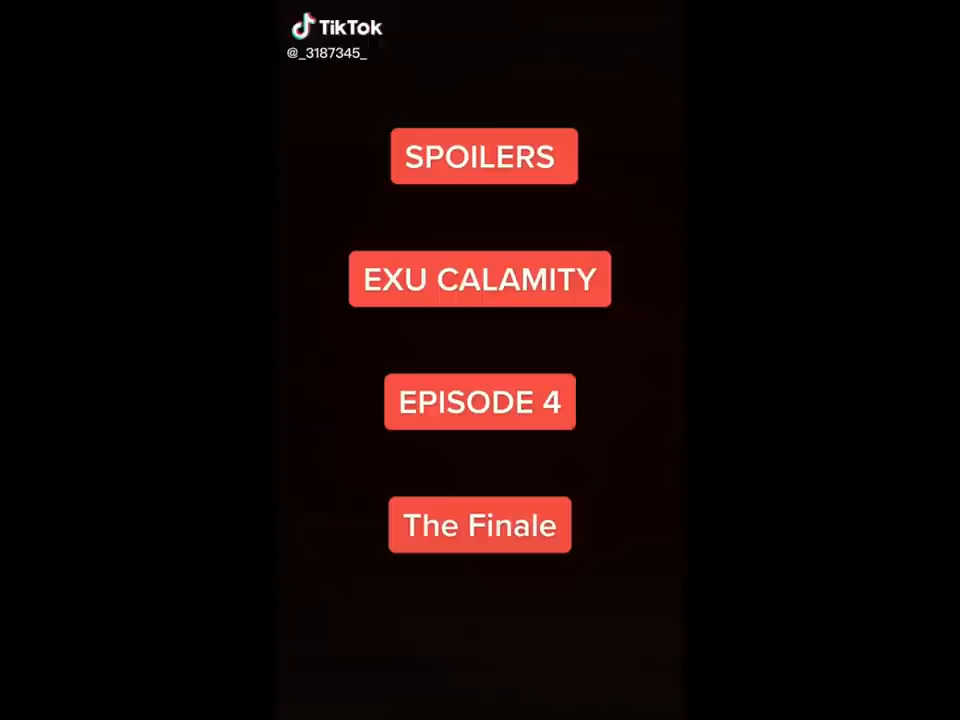 TikTok
@_3187345_
SPOILERS
EXU CALAMITY
EPISODE 4
The Finale